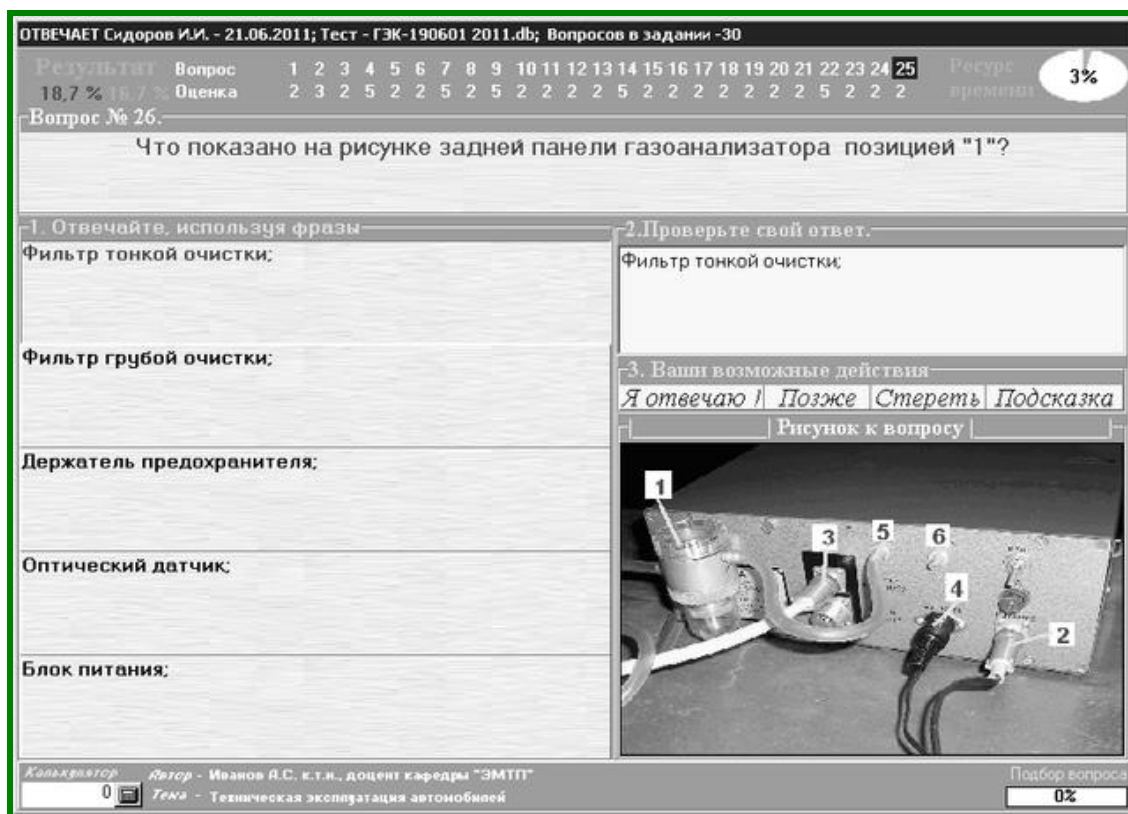 ОТВЕЧАЕТ Сидоров И.И. - 21.06.2011; Тест - ГЭК-190601 2011.db; Вопросов в задании -30
Результат
Вопрос 1 2 3 4 5 6 7 8 9 10 11 12 13 14 15 16 17 18 19 20 21 22 23 24 25
Ресурс времени
3%
18,7 % 16.7 %
Оценка 2 3 2 5 2 2 5 2 5 2 2 2 2 5 2 2 2 2 2 2 2 5 2 2 2
Вопрос № 26.
Что показано на рисунке задней панели газоанализатора позицией "1"?
1. Отвечайте, используя фразы
Фильтр тонкой очистки;
Фильтр грубой очистки;
Держатель предохранителя;
Оптический датчик;
Блок питания;
2.Проверьте свой ответ.
Фильтр тонкой очистки;
3. Ваши возможные действия
Я отвечаю ! Позже Стереть Подсказка
Рисунок к вопросу
1
3
5
6
4
2
Калькулятор
0
Автор - Иванов А.С. к.т.н., доцент кафедры "ЭМТП"
Тема - Техническая эксплуатация автомобилей
Подбор вопроса
0%